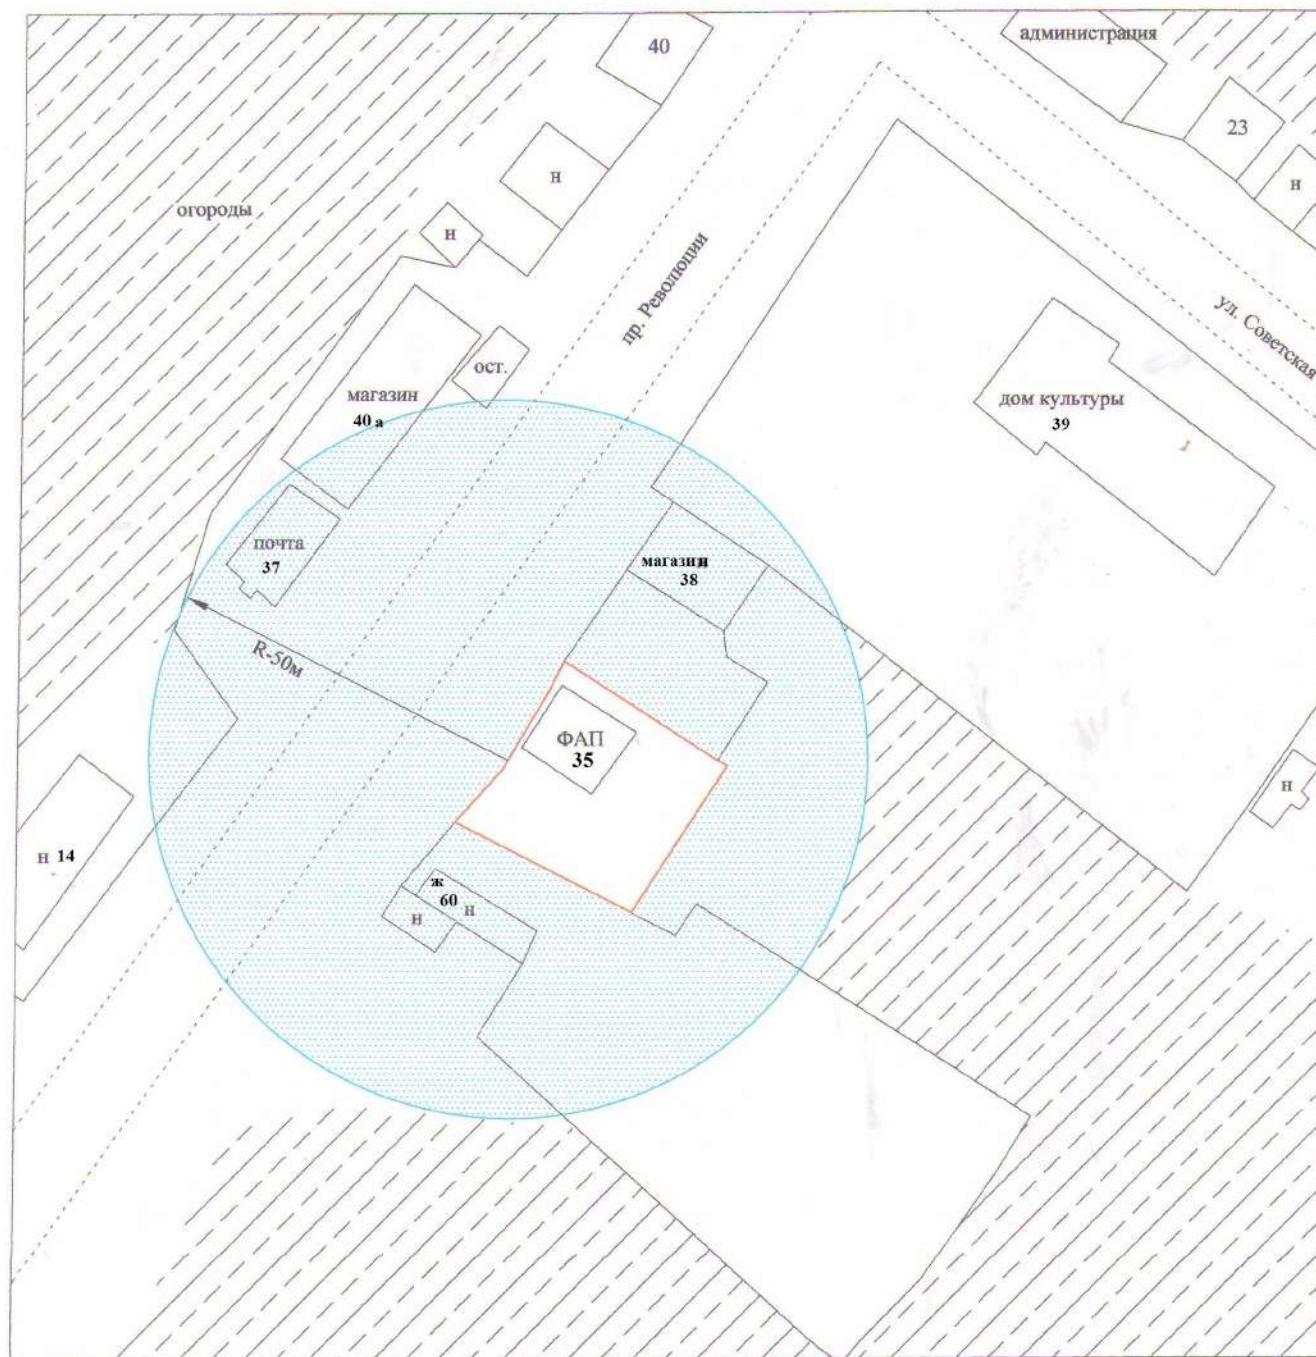 администрация
40
23
н
н
огороды
н
пр. Революции
ул. Советская
ост.
магазин
40 а
дом культуры
39
почта
37
магазин
38
R-50м
ФАП
35
н
н 14
ж
60 н
н